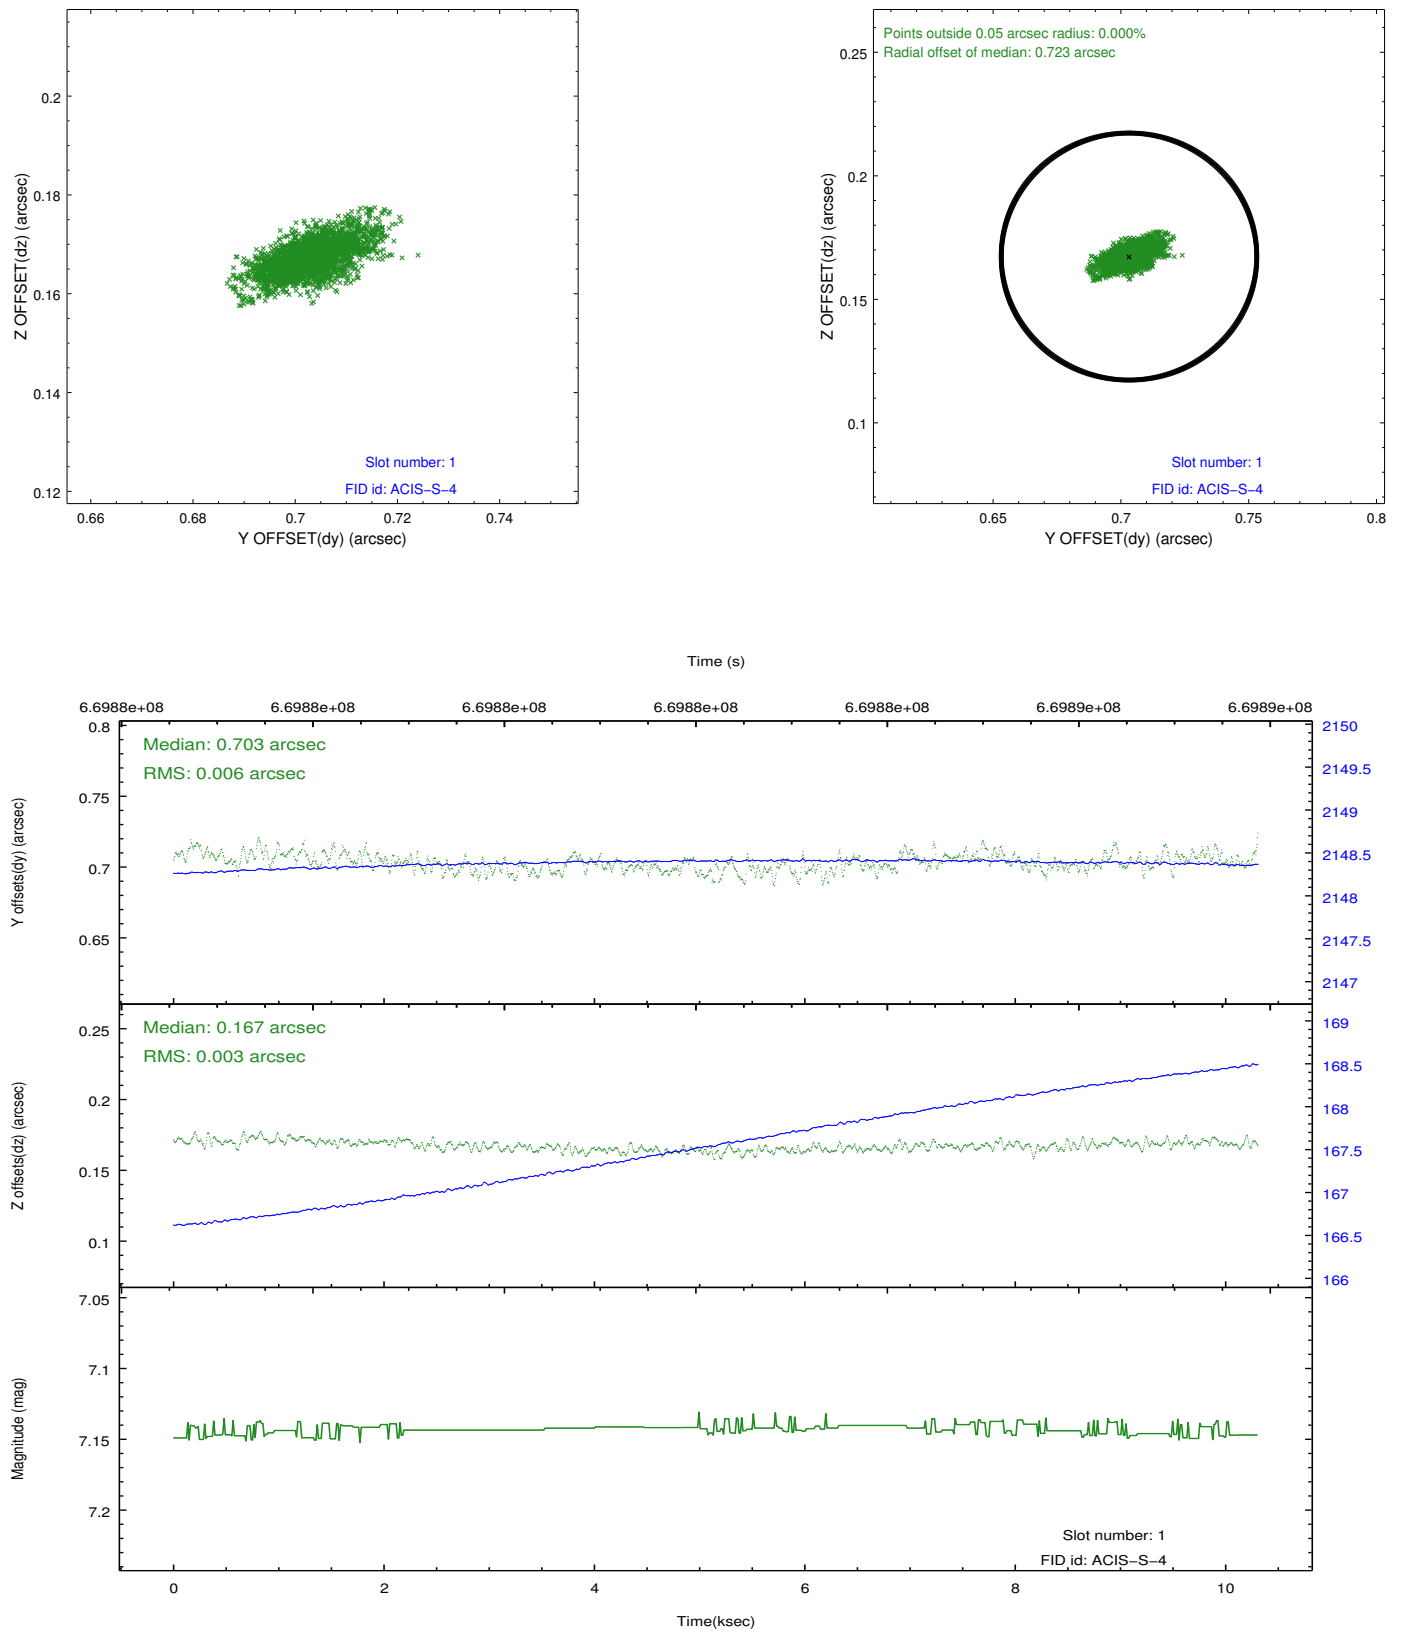 0.2
0.18
0.16
0.14
0.12
Z OFFSET(dz) (arcsec)
Slot number: 1
FID id: ACIS-S-4
0.66 0.68 0.7 0.72 0.74
Y OFFSET(dy) (arcsec)
Points outside 0.05 arcsec radius: 0.000%
Radial offset of median: 0.723 arcsec
0.25
0.2
0.15
0.1
Z OFFSET(dz) (arcsec)
Slot number: 1
FID id: ACIS-S-4
0.65 0.7 0.75 0.8
Y OFFSET(dy) (arcsec)
Time (s)
6.6988e+08 6.6988e+08 6.6988e+08 6.6988e+08 6.6988e+08 6.6989e+08 6.6989e+08
Median: 0.703 arcsec
RMS: 0.006 arcsec
0.8
0.75
0.7
0.65
Y offsets(dy) (arcsec)
2150
2149.5
2149
2148.5
2148
2147.5
2147
Median: 0.167 arcsec
RMS: 0.003 arcsec
0.25
0.2
0.15
0.1
Z offsets(dz) (arcsec)
169
168.5
168
167.5
167
166.5
166
7.05
7.1
7.15
7.2
Magnitude (mag)
Slot number: 1
FID id: ACIS-S-4
0 2 4 6 8 10
Time(ksec)